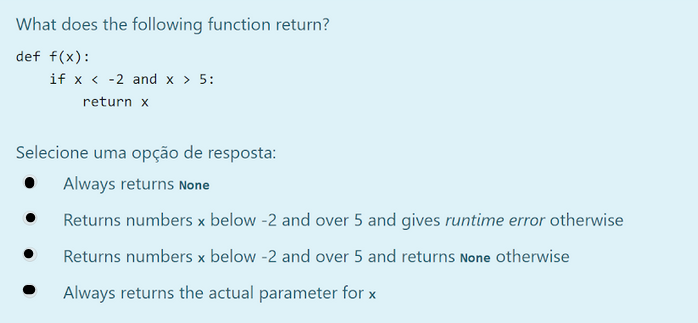 What does the following function return?
def f(x):
    if x < -2 and x > 5:
        return x
Selecione uma opção de resposta:
Always returns None
Returns numbers x below -2 and over 5 and gives runtime error otherwise
Returns numbers x below -2 and over 5 and returns None otherwise
Always returns the actual parameter for x